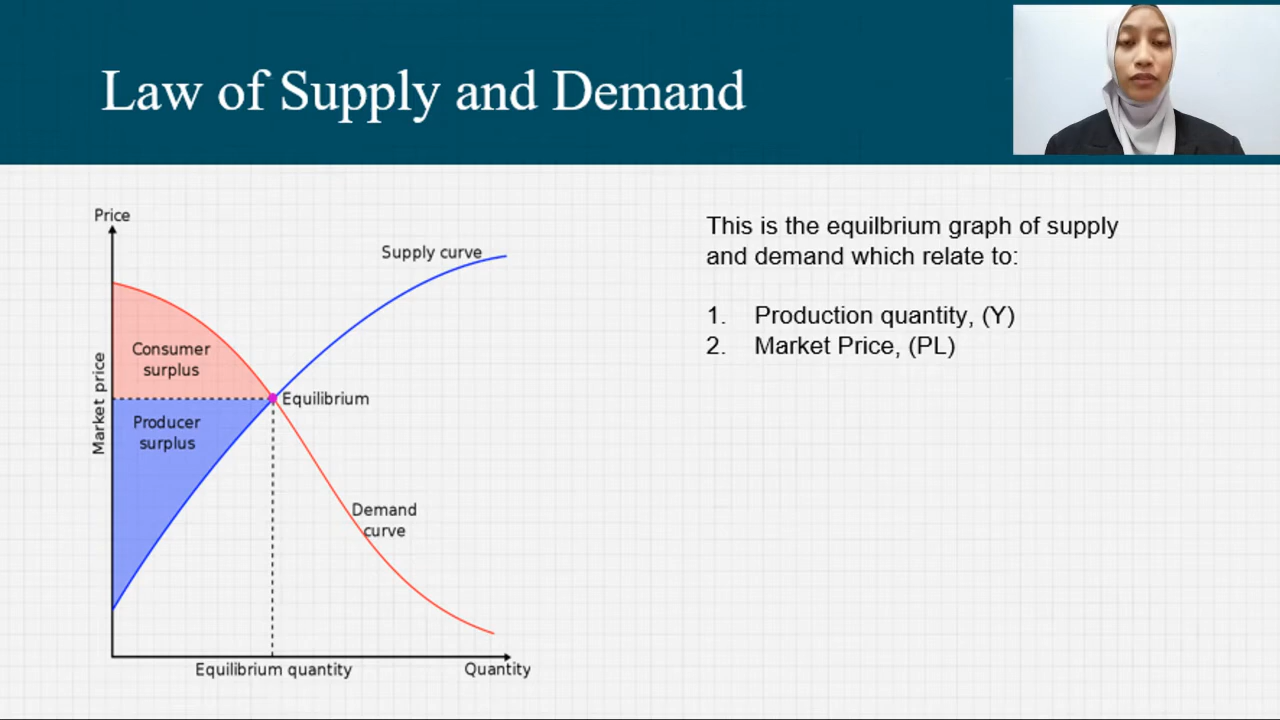 Law of Supply and Demand
Price
Supply curve
Consumer
surplus
Market price
Equilibrium
Producer
surplus
Demand
curve
Equilibrium quantity
Quantity
This is the equilbrium graph of supply
and demand which relate to:
1. Production quantity, (Y)
2. Market Price, (PL)